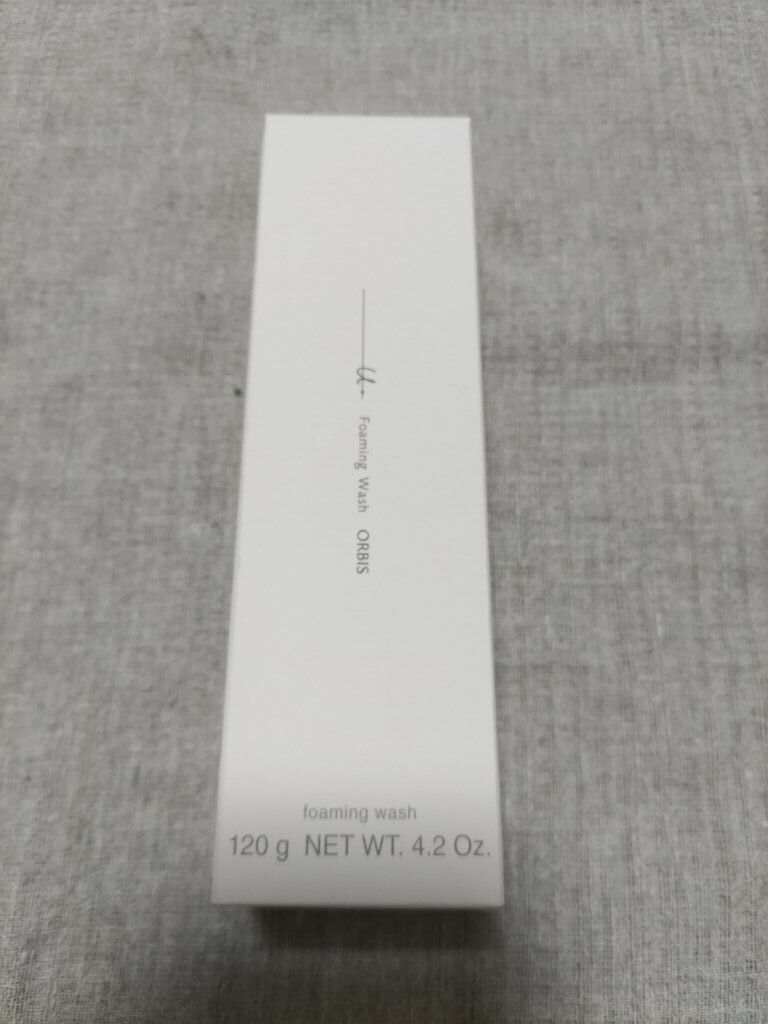 U. Foaming Wash ORBIS
foaming wash
120 g NET WT. 4.2 Oz.